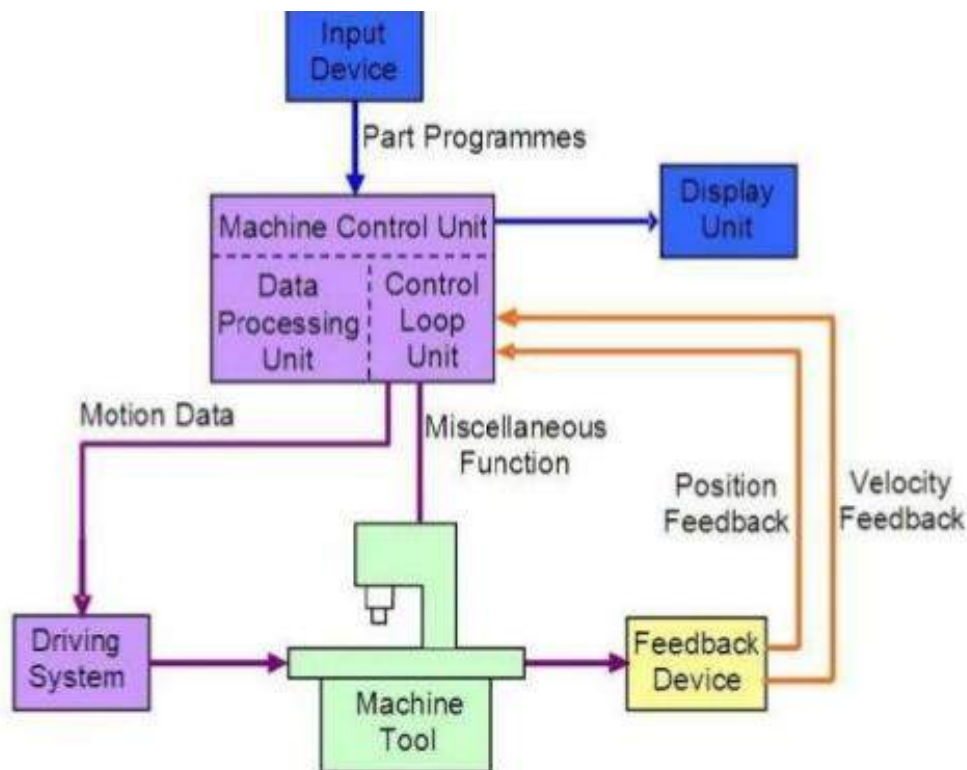 Input
Device
Part Programmes
Machine Control Unit
Display
Unit
Data
Processing
Unit
Control
Loop
Unit
Motion Data
Miscellaneous
Function
Position
Feedback
Velocity
Feedback
Driving
System
Machine
Tool
Feedback
Device